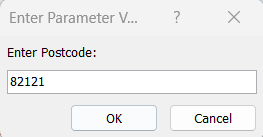 Enter Parameter V... ?
Enter Postcode:
82121
OK Cancel